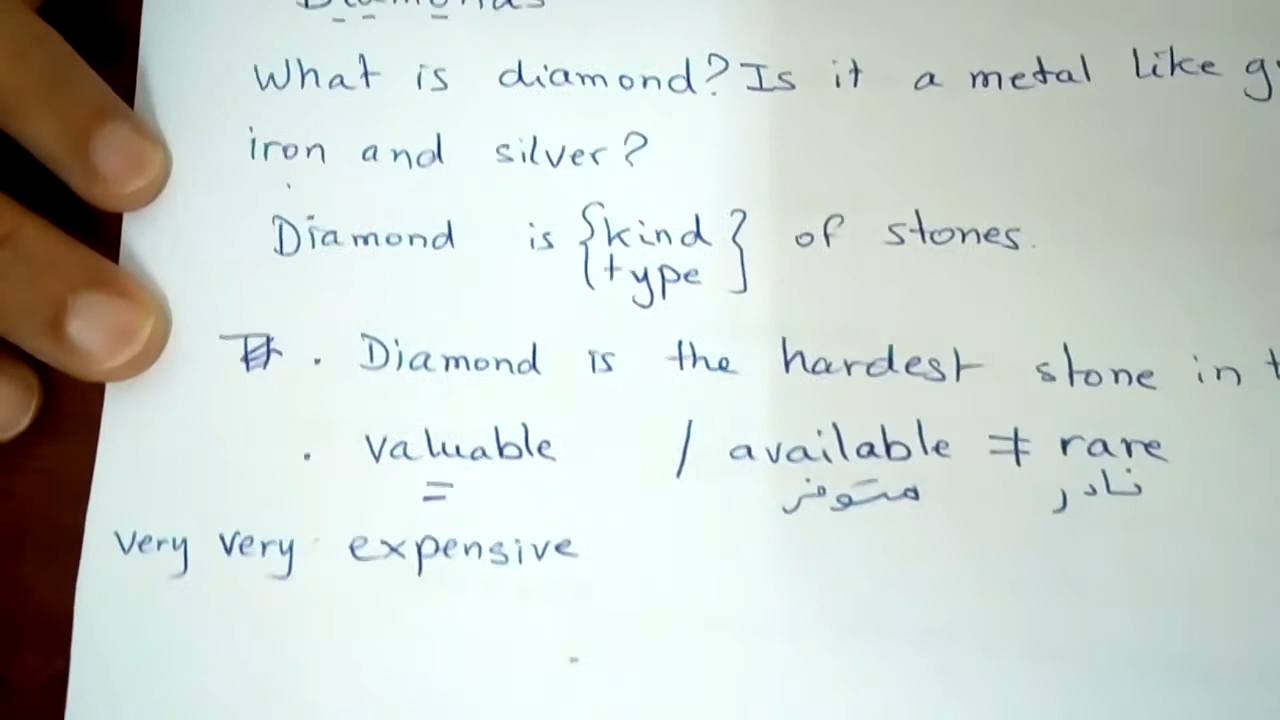 Diamonds
What is diamond? Is it a metal like
iron and silver?
Diamond is {kind} of stones.
type
. Diamond is the hardest stone in
. valuable / available ≠ rare
= متوفر نادر
very very expensive